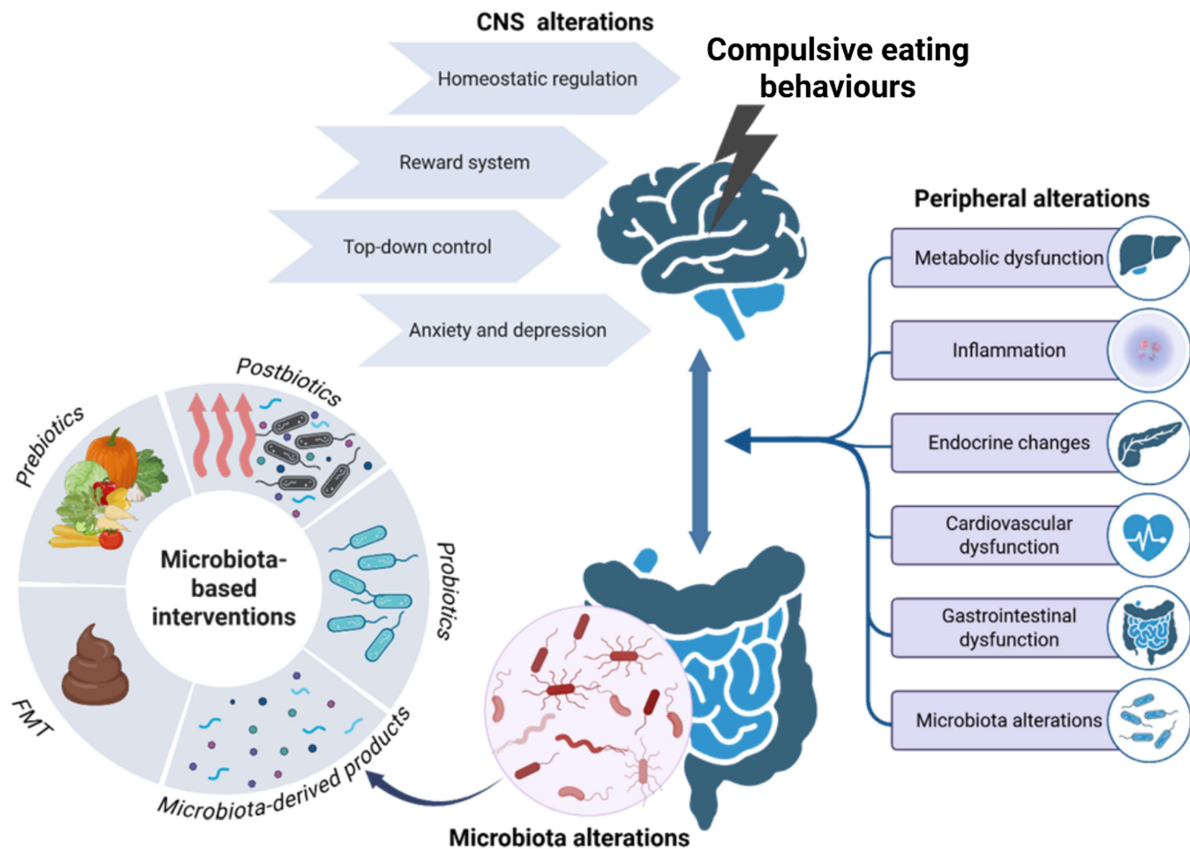 CNS alterations
Homeostatic regulation
Reward system
Top-down control
Anxiety and depression
Compulsive eating
behaviours
Peripheral alterations
Metabolic dysfunction
Inflammation
Endocrine changes
Cardiovascular
dysfunction
Gastrointestinal
dysfunction
Microbiota alterations
Prebiotics
Postbiotics
Probiotics
Microbiota-derived products
FMT
Microbiota-
based
interventions
Microbiota alterations